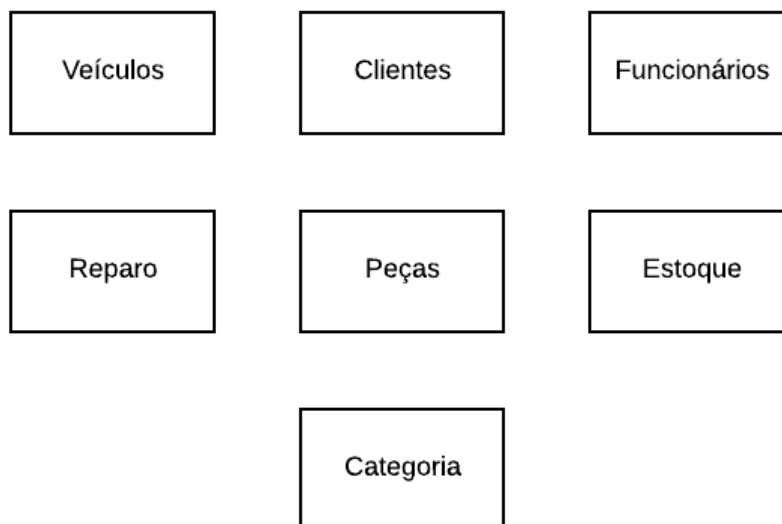 Veículos
Clientes
Funcionários
Reparo
Peças
Estoque
Categoria